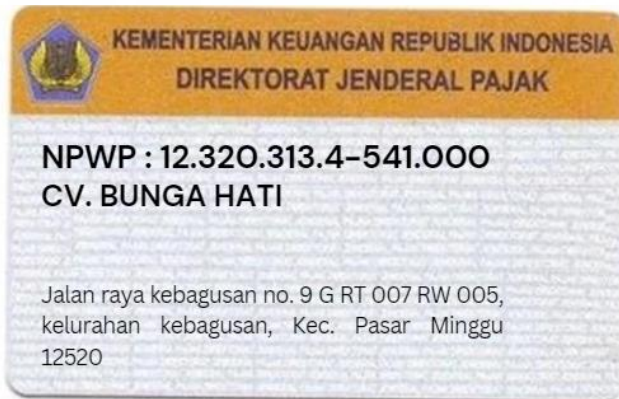 KEMENTERIAN KEUANGAN REPUBLIK INDONESIA
DIREKTORAT JENDERAL PAJAK
NPWP : 12.320.313.4-541.000
CV. BUNGA HATI
Jalan raya kebagusan no. 9 G RT 007 RW 005,
kelurahan kebagusan, Kec. Pasar Minggu
12520